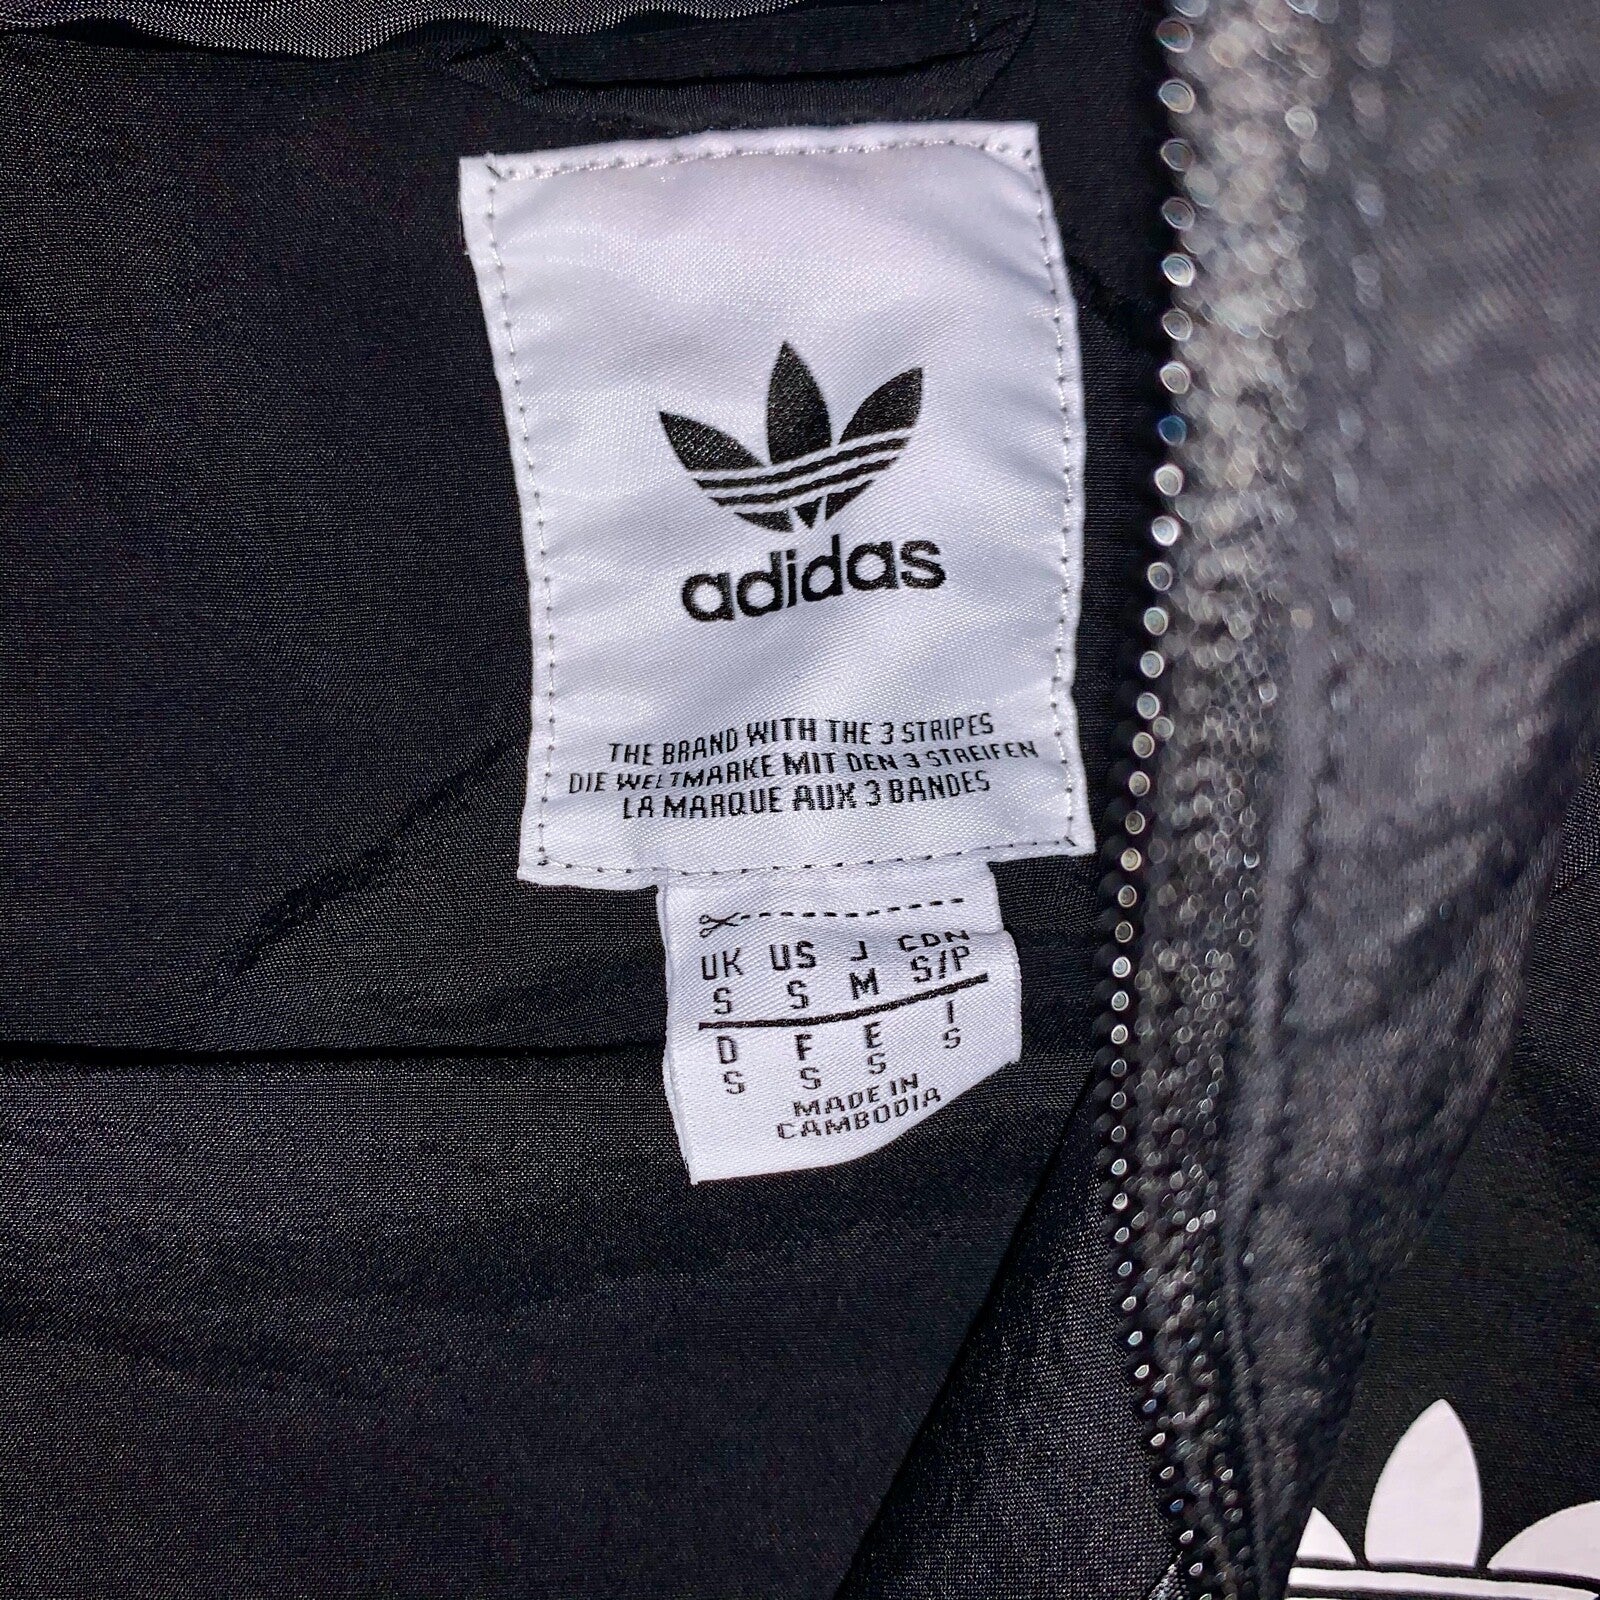 adidas
THE BRAND WITH THE 3 STRIPES
DIE WELTMARKE MIT DEN 3 STREIFEN
LA MARQUE AUX 3 BANDES
UK US J CDN
S S M S/P
D F E I
S S S S
MADE IN
CAMBODIA